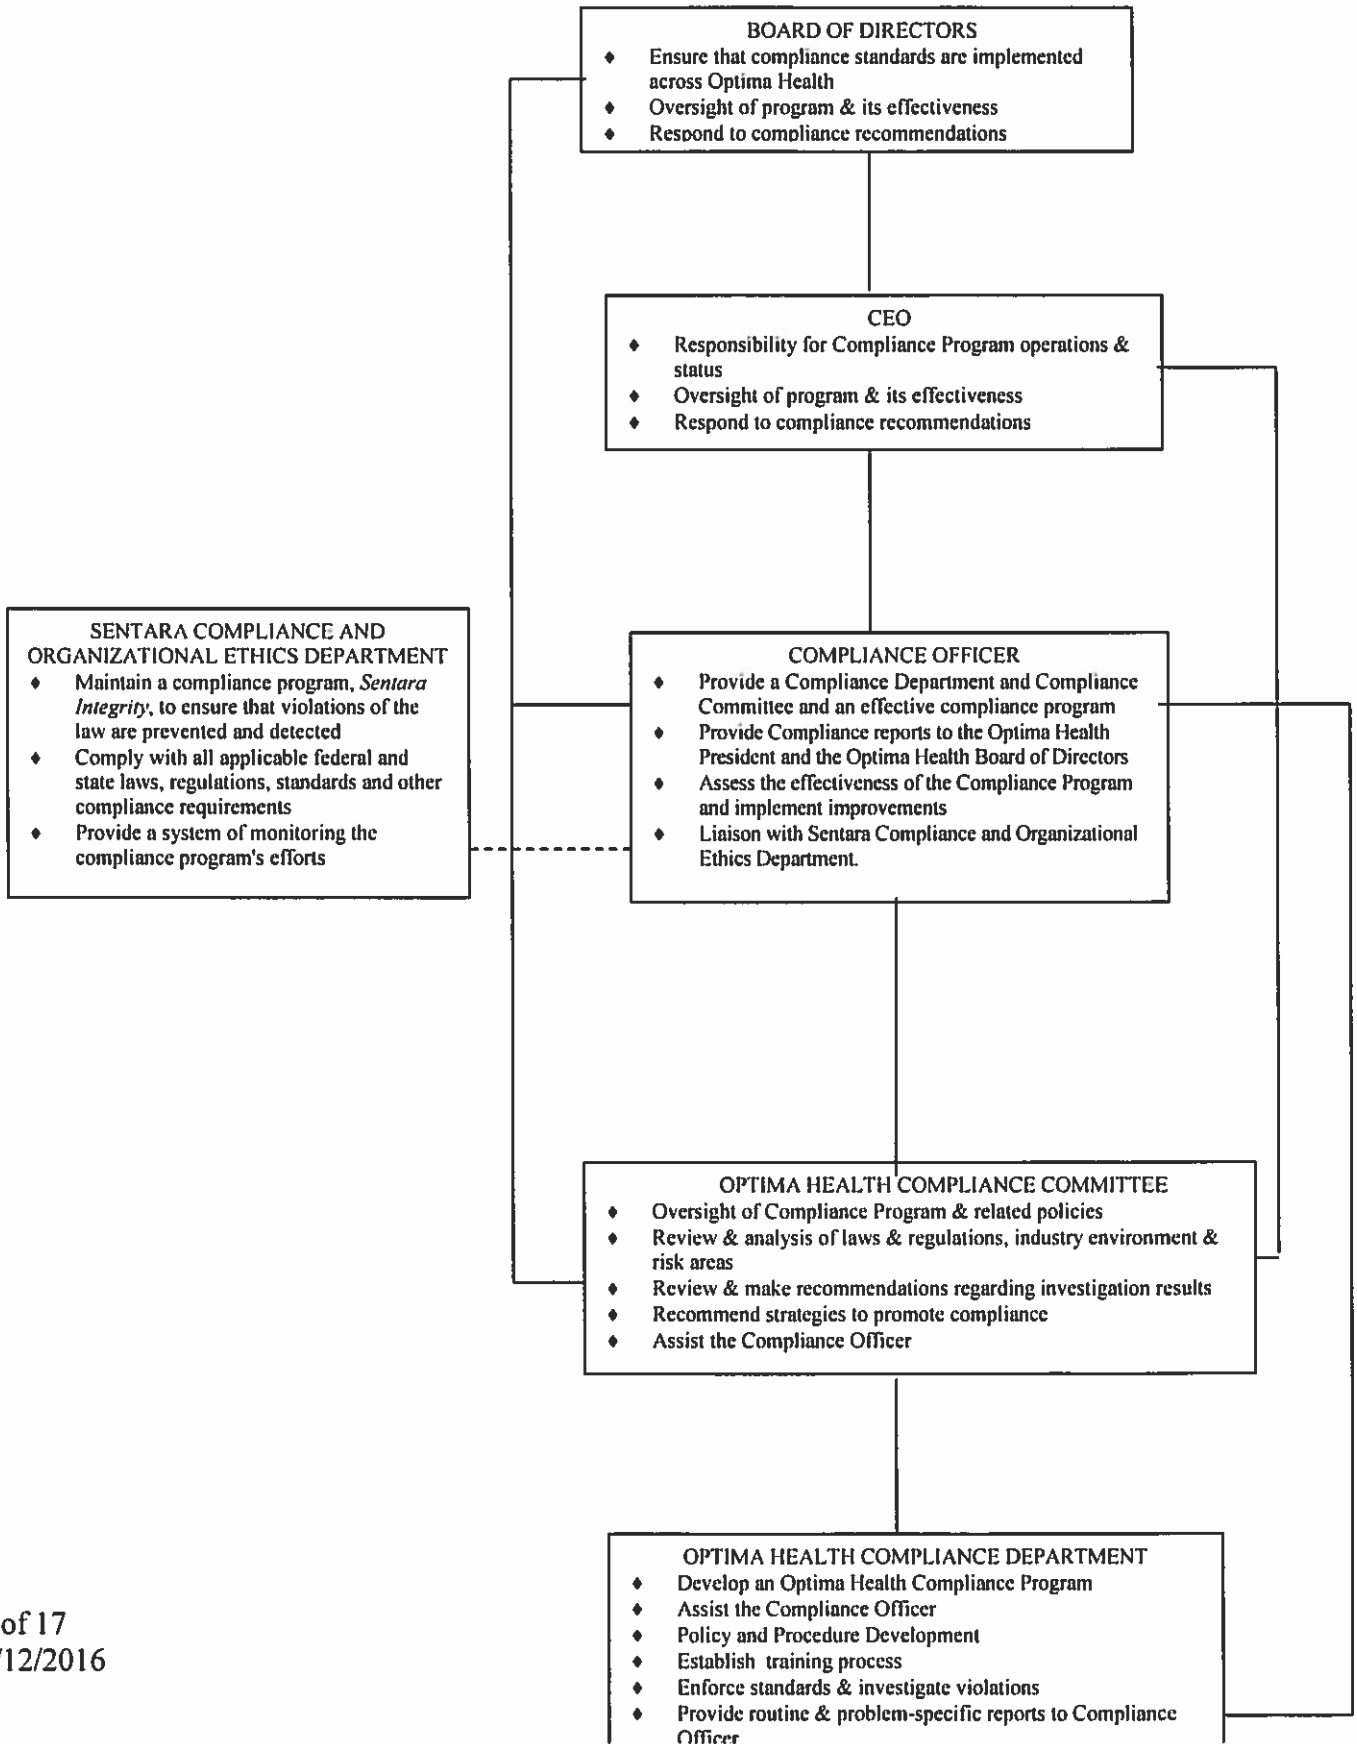 BOARD OF DIRECTORS
♦ Ensure that compliance standards are implemented
across Optima Health
♦ Oversight of program & its effectiveness
♦ Respond to compliance recommendations
CEO
♦ Responsibility for Compliance Program operations &
status
♦ Oversight of program & its effectiveness
♦ Respond to compliance recommendations
SENTARA COMPLIANCE AND
ORGANIZATIONAL ETHICS DEPARTMENT
♦ Maintain a compliance program, Sentara
Integrity, to ensure that violations of the
law are prevented and detected
♦ Comply with all applicable federal and
state laws, regulations, standards and other
compliance requirements
♦ Provide a system of monitoring the
compliance program's efforts
COMPLIANCE OFFICER
♦ Provide a Compliance Department and Compliance
Committee and an effective compliance program
♦ Provide Compliance reports to the Optima Health
President and the Optima Health Board of Directors
♦ Assess the effectiveness of the Compliance Program
and implement improvements
♦ Liaison with Sentara Compliance and Organizational
Ethics Department.
OPTIMA HEALTH COMPLIANCE COMMITTEE
♦ Oversight of Compliance Program & related policies
♦ Review & analysis of laws & regulations, industry environment &
risk areas
♦ Review & make recommendations regarding investigation results
♦ Recommend strategies to promote compliance
♦ Assist the Compliance Officer
OPTIMA HEALTH COMPLIANCE DEPARTMENT
♦ Develop an Optima Health Compliance Program
♦ Assist the Compliance Officer
♦ Policy and Procedure Development
♦ Establish training process
♦ Enforce standards & investigate violations
♦ Provide routine & problem-specific reports to Compliance
Officer
of 17
/12/2016